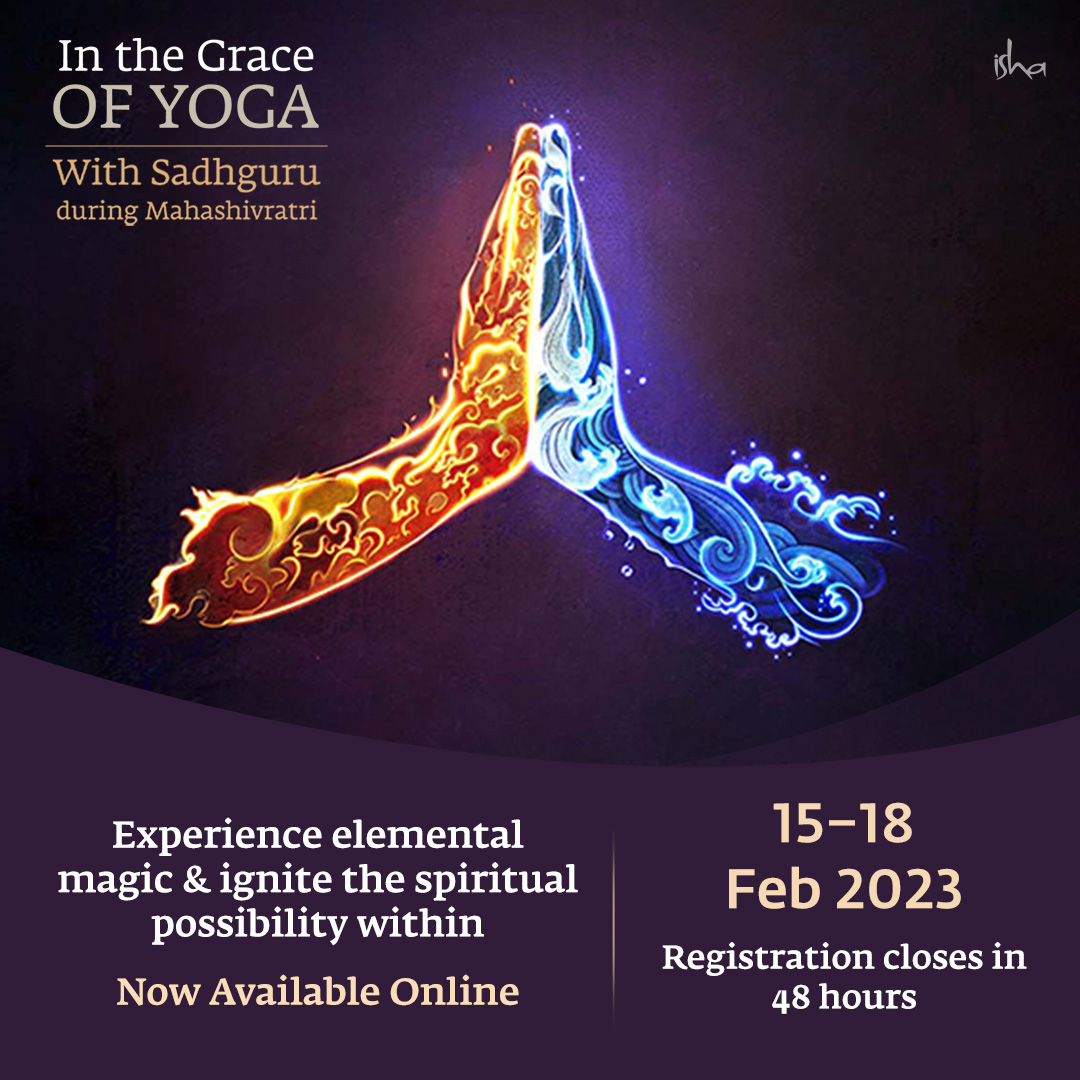 In the Grace
OF YOGA
With Sadhguru
during Mahashivratri
isha
Experience elemental
magic & ignite the spiritual
possibility within
Now Available Online
15–18
Feb 2023
Registration closes in
48 hours